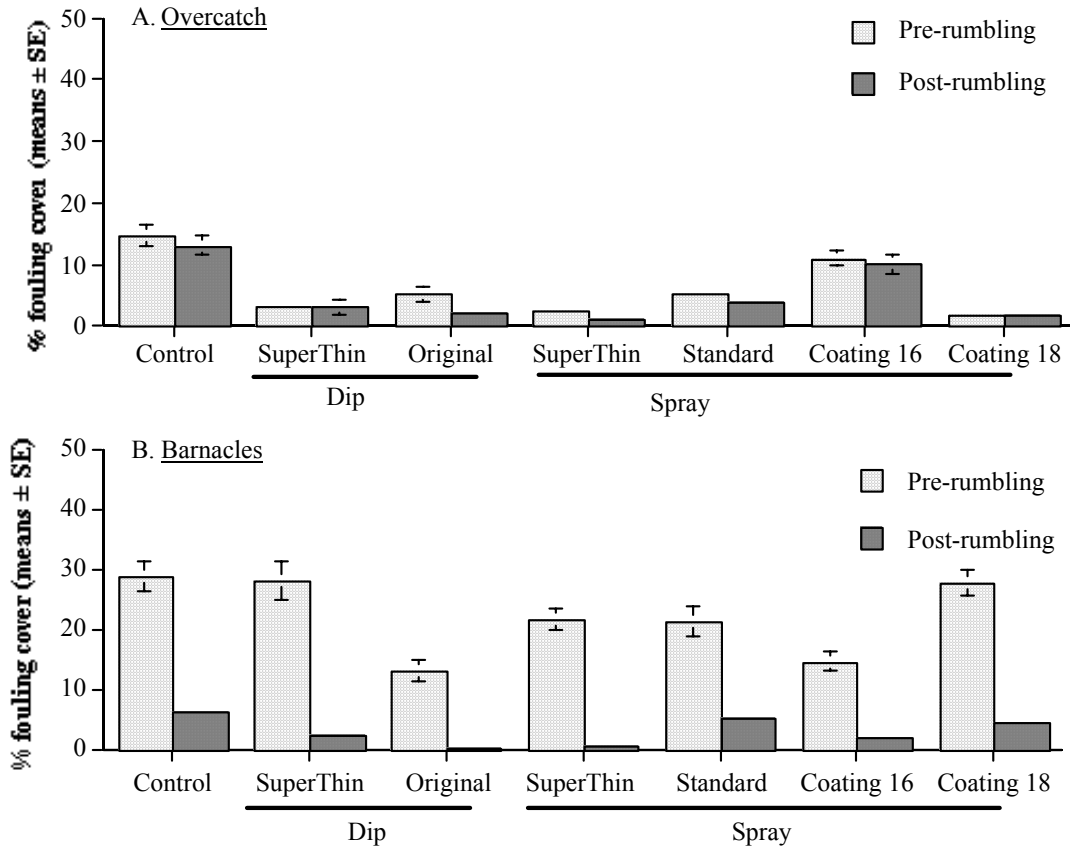 A. Overcatch
% fouling cover (means ± SE)
50
40
30
20
10
0
Pre-rumbling
Post-rumbling
Control
SuperThin
Original
SuperThin
Standard
Coating 16
Coating 18
Dip
Spray
B. Barnacles
% fouling cover (means ± SE)
50
40
30
20
10
0
Pre-rumbling
Post-rumbling
Control
SuperThin
Original
SuperThin
Standard
Coating 16
Coating 18
Dip
Spray